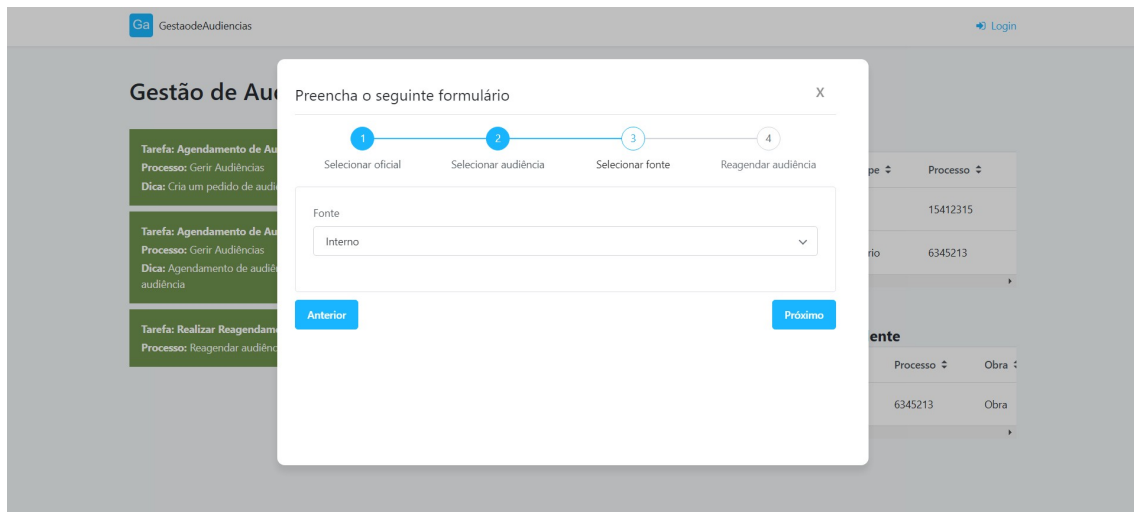 Ga GestaodeAudiencias
Login
Gestão de Au
Preencha o seguinte formulário
X
1
2
3
4
Selecionar oficial
Selecionar audiência
Selecionar fonte
Reagendar audiência
Tarefa: Agendamento de Au
Processo: Gerir Audiências
Dica: Cria um pedido de audi
Tarefa: Agendamento de Au
Processo: Gerir Audiências
Dica: Agendamento de audiê
audiência
Tarefa: Realizar Reagendam
Processo: Reagendar audiênc
Fonte
Interno
Anterior
Próximo
pe
Processo
15412315
rio
6345213
ente
Processo
Obra
6345213
Obra